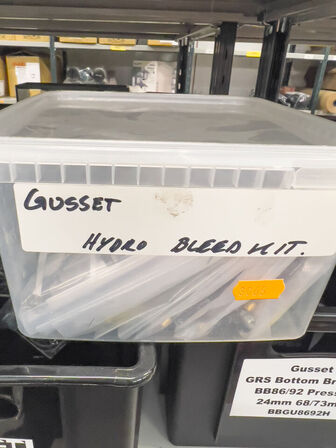 GUSSET
HYDRO BLEED KIT.
Gusset
GRS Bottom Br
BB86/92 Press
24mm 68/73m
BBGU8692H